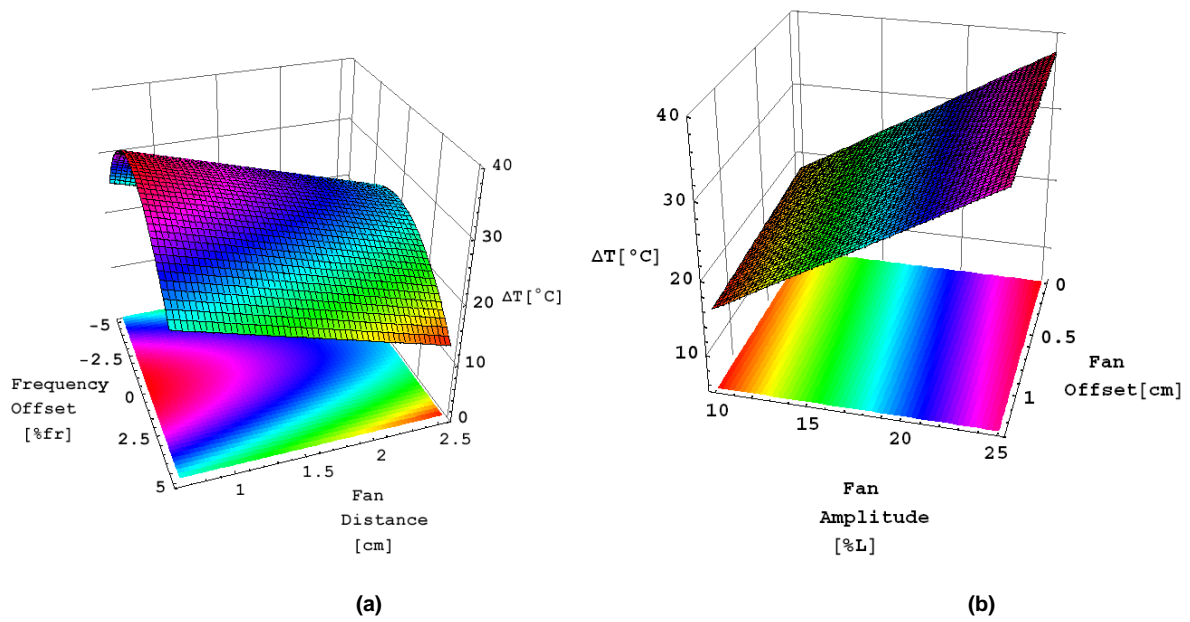 40
30
ΔT[°C]
20
10
0
-5
-2.5
0
2.5
5
Frequency
Offset
[%fr]
1
1.5
2
2.5
Fan
Distance
[cm]
(a)
40
30
ΔT[°C]
20
10
0
0.5
1
Fan
Offset[cm]
10
15
20
25
Fan
Amplitude
[%L]
(b)